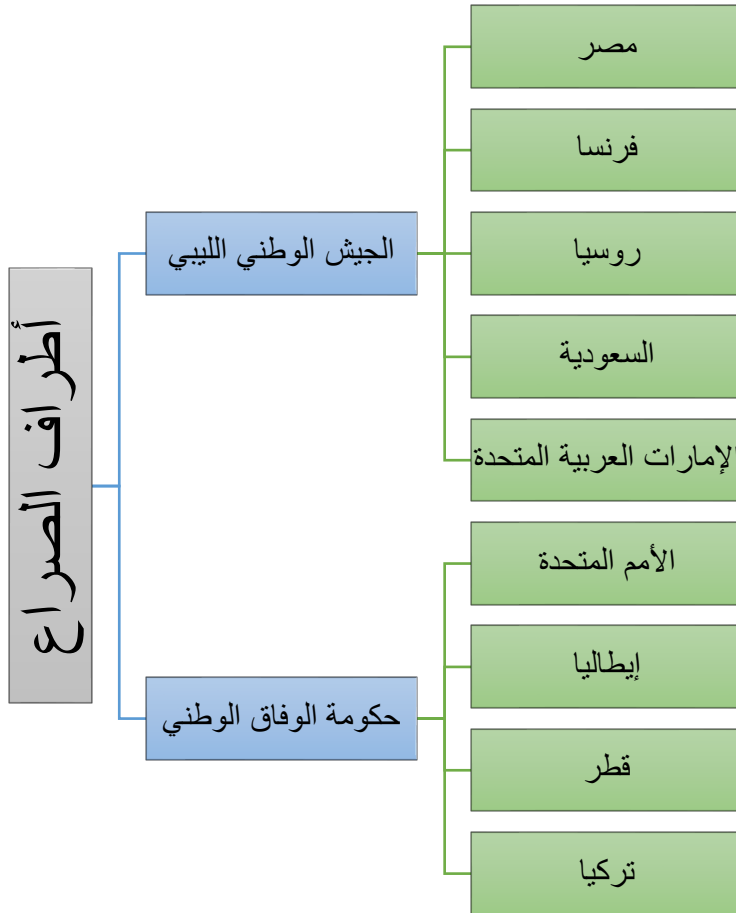 أطراف الصراع
الجيش الوطني الليبي
مصر
فرنسا
روسيا
السعودية
الإمارات العربية المتحدة
حكومة الوفاق الوطني
الأمم المتحدة
إيطاليا
قطر
تركيا